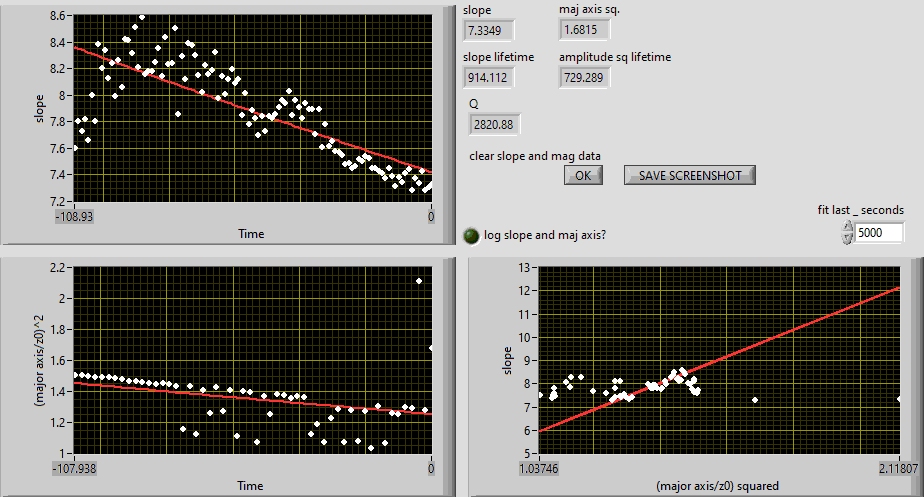 8.6
8.4
8.2
8
7.8
7.6
7.4
7.2
slope
-108.93
0
Time
slope
maj axis sq.
7.3349
1.6815
slope lifetime
amplitude sq lifetime
914.112
729.289
Q
2820.88
clear slope and mag data
OK
SAVE SCREENSHOT
fit last _ seconds
5000
log slope and maj axis?
2.2
2
1.8
1.6
1.4
1.2
1
(major axis/z0)^2
-107.938
0
Time
13
12
11
10
9
8
7
6
5
slope
1.03746
2.11807
(major axis/z0) squared